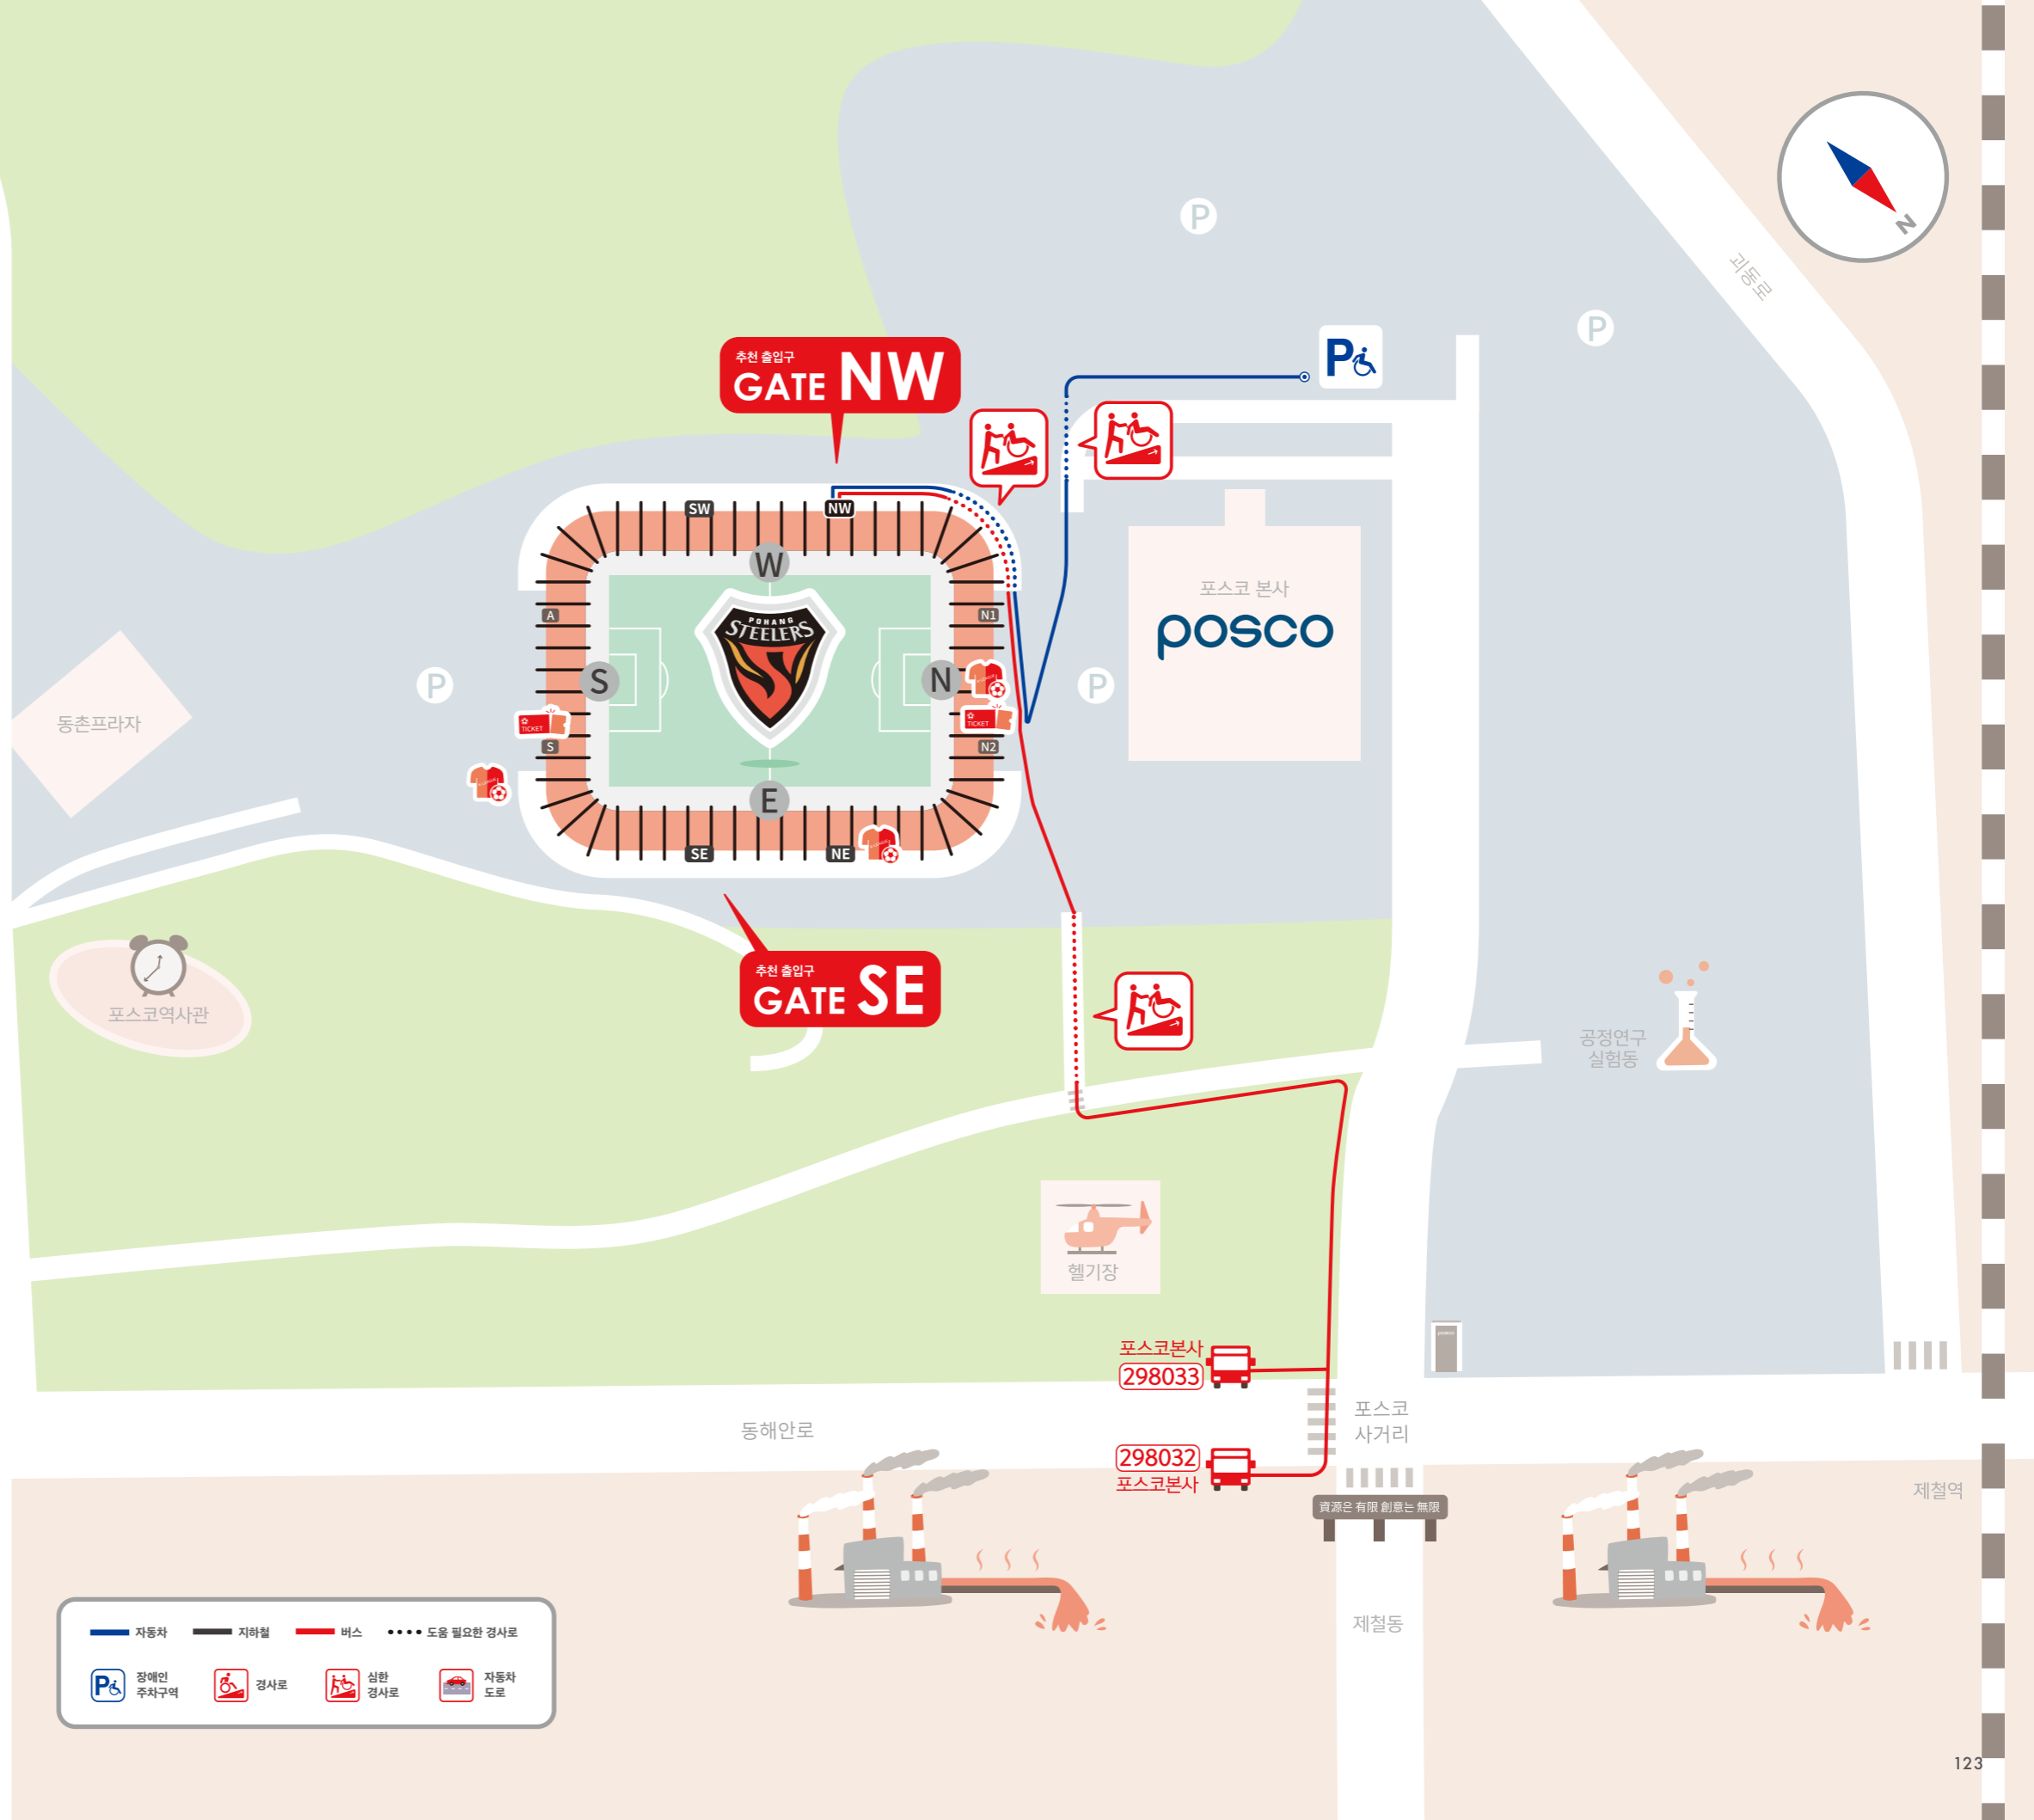 N
괴동로
P
P
P
추천 출입구
GATE NW
SW
NW
W
포스코 본사
posco
A
N1
POHANG
STEELERS
S
N
P
P
TICKET
TICKET
S
N2
동촌프라자
E
SE
NE
추천 출입구
GATE SE
포스코역사관
공정연구
실험동
헬기장
posco
포스코본사
298033
포스코
사거리
동해안로
298032
포스코본사
제철역
資源은 有限 創意는 無限
제철동
자동차
지하철
버스
도움 필요한 경사로
P
장애인
주차구역
경사로
심한
경사로
자동차
도로
123